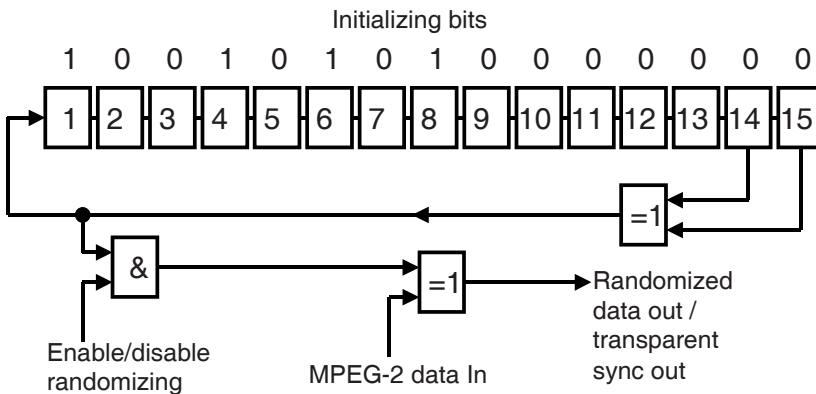 Initializing bits
1 0 0 1 0 1 0 1 0 0 0 0 0 0 0
1 2 3 4 5 6 7 8 9 10 11 12 13 14 15
=1
&
=1
Randomized
data out /
transparent
sync out
Enable/disable
randomizing
MPEG-2 data In